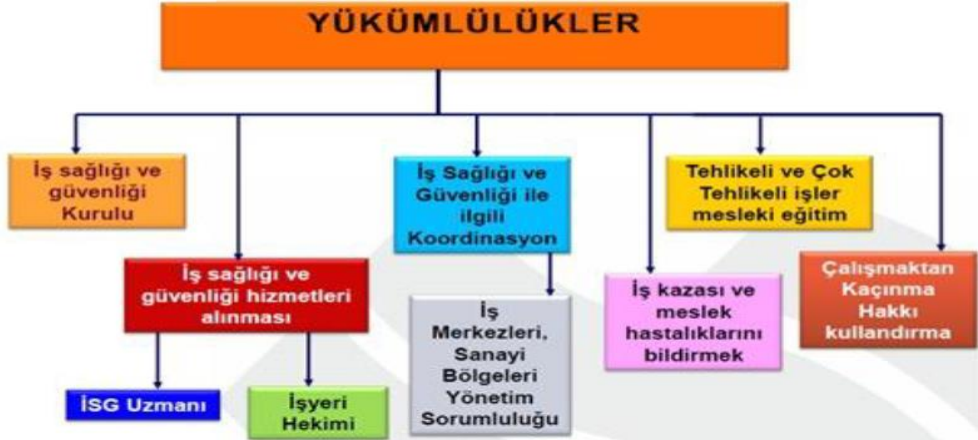 YÜKÜMLÜLÜKLER
İş sağlığı ve
güvenliği
Kurulu
İş Sağlığı ve
Güvenliği ile
ilgili
Koordinasyon
Tehlikeli ve Çok
Tehlikeli işler
mesleki eğitim
İş sağlığı ve
güvenliği hizmetleri
alınması
İş
Merkezleri,
Sanayi
Bölgeleri
Yönetim
Sorumluluğu
İş kazası ve
meslek
hastalıklarını
bildirmek
Çalışmaktan
Kaçınma
Hakkı
kullandırma
İSG Uzmanı
İşyeri
Hekimi